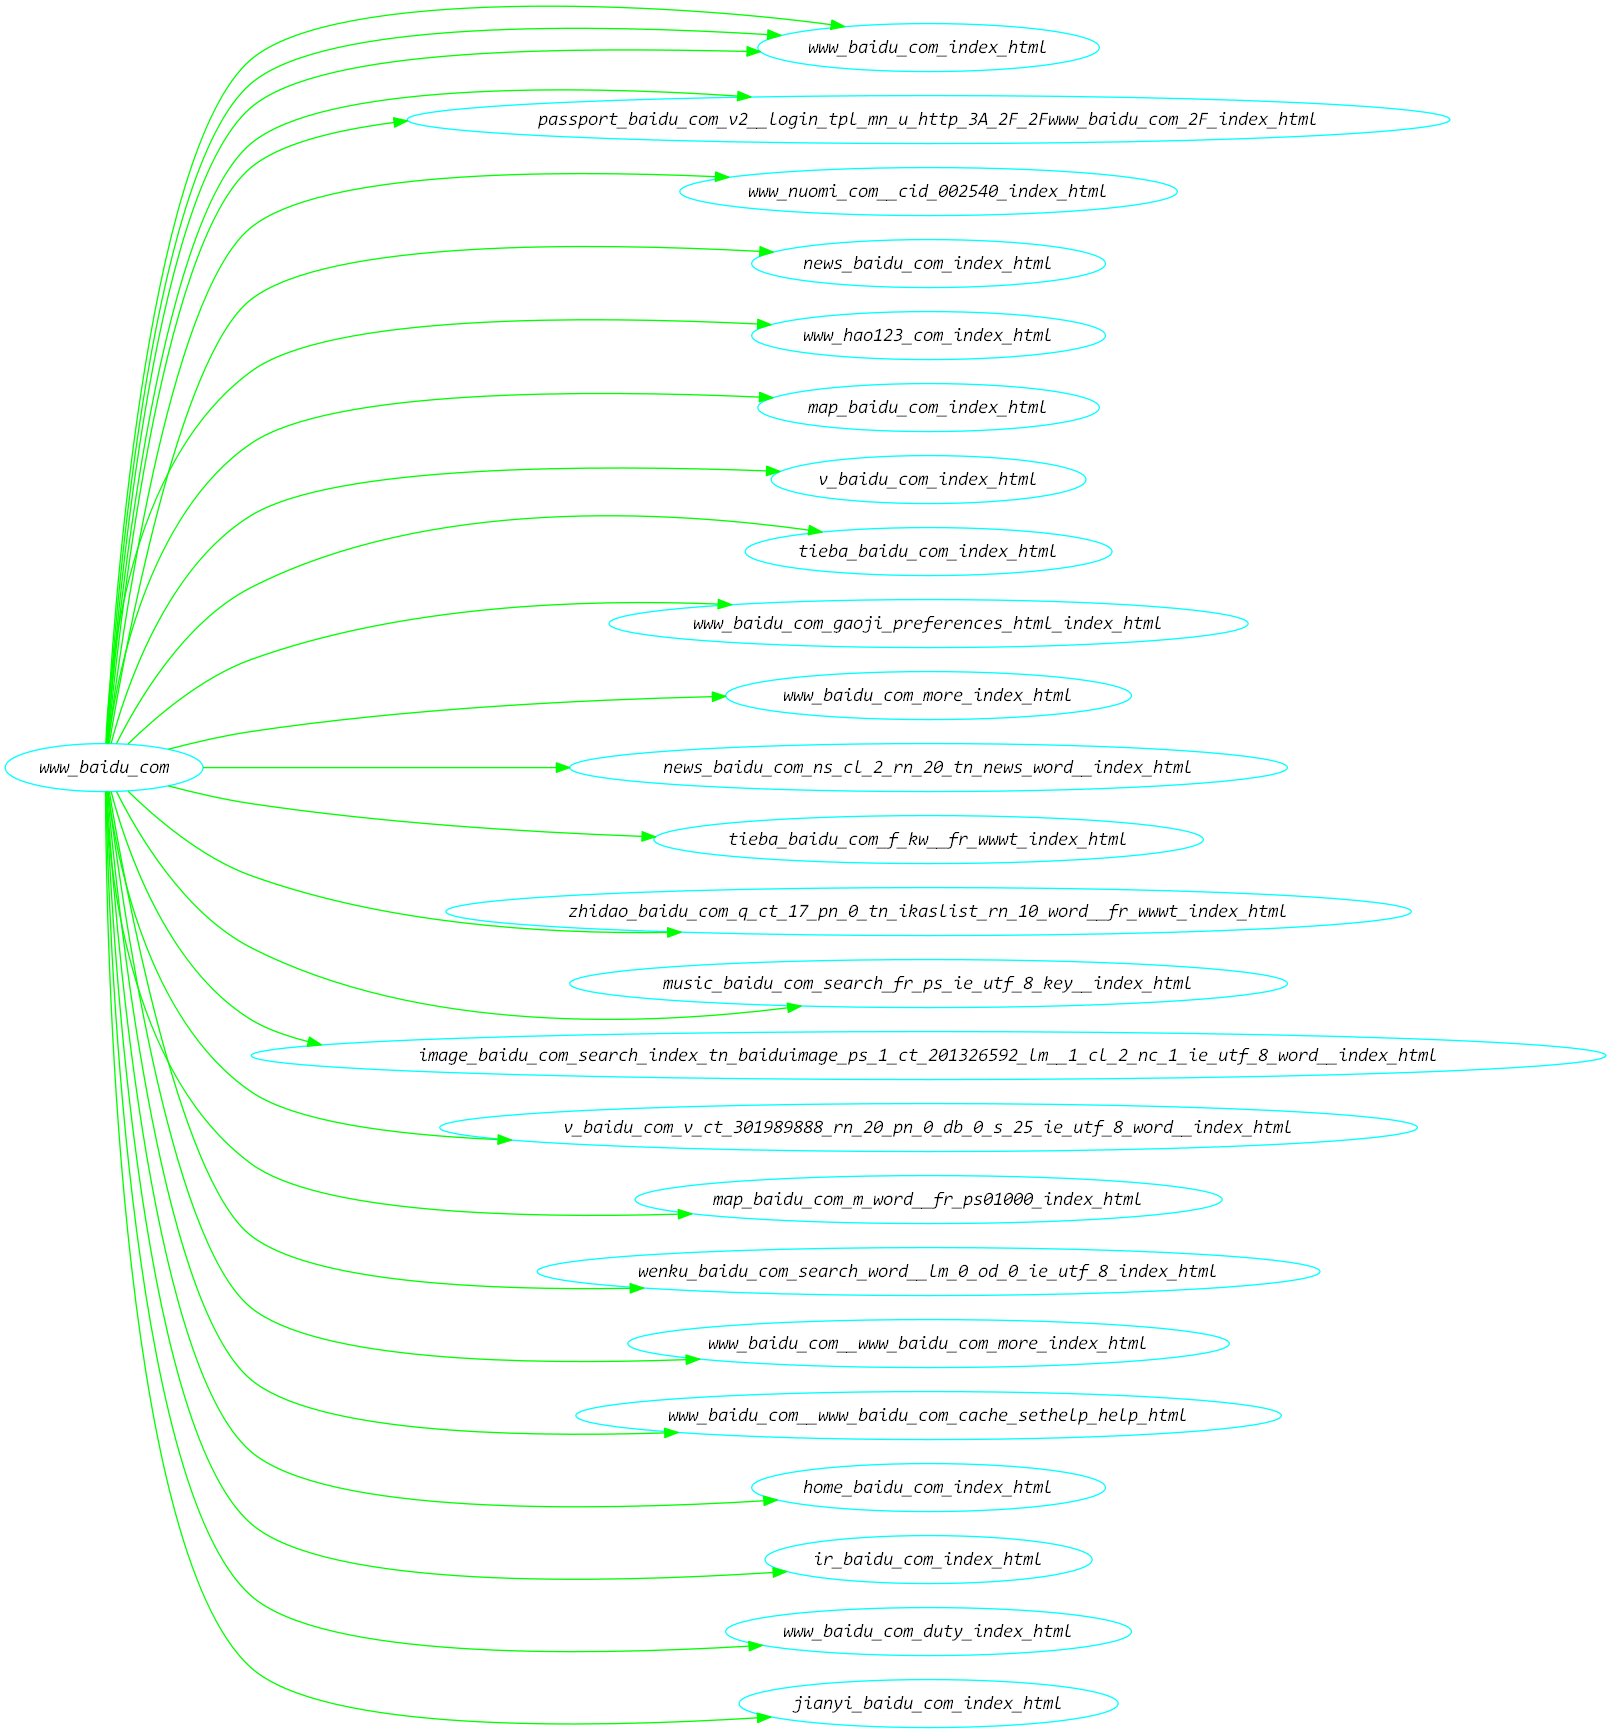 www_baidu_com_index_html
passport_baidu_com_v2__login_tpl_mn_u_http_3A_2F_2Fwww_baidu_com_2F_index_html
www_nuomi_com__cid_002540_index_html
news_baidu_com_index_html
www_hao123_com_index_html
map_baidu_com_index_html
v_baidu_com_index_html
tieba_baidu_com_index_html
www_baidu_com_gaoji_preferences_html_index_html
www_baidu_com_more_index_html
www_baidu_com
news_baidu_com_ns_cl_2_rn_20_tn_news_word__index_html
tieba_baidu_com_f_kw__fr_wwwt_index_html
zhidao_baidu_com_q_ct_17_pn_0_tn_ikaslist_rn_10_word__fr_wwwt_index_html
music_baidu_com_search_fr_ps_ie_utf_8_key__index_html
image_baidu_com_search_index_tn_baiduimage_ps_1_ct_201326592_lm__1_cl_2_nc_1_ie_utf_8_word__index_html
v_baidu_com_v_ct_301989888_rn_20_pn_0_db_0_s_25_ie_utf_8_word__index_html
map_baidu_com_m_word__fr_ps01000_index_html
wenku_baidu_com_search_word__lm_0_od_0_ie_utf_8_index_html
www_baidu_com__www_baidu_com_more_index_html
www_baidu_com__www_baidu_com_cache_sethelp_help_html
home_baidu_com_index_html
ir_baidu_com_index_html
www_baidu_com_duty_index_html
jianyi_baidu_com_index_html